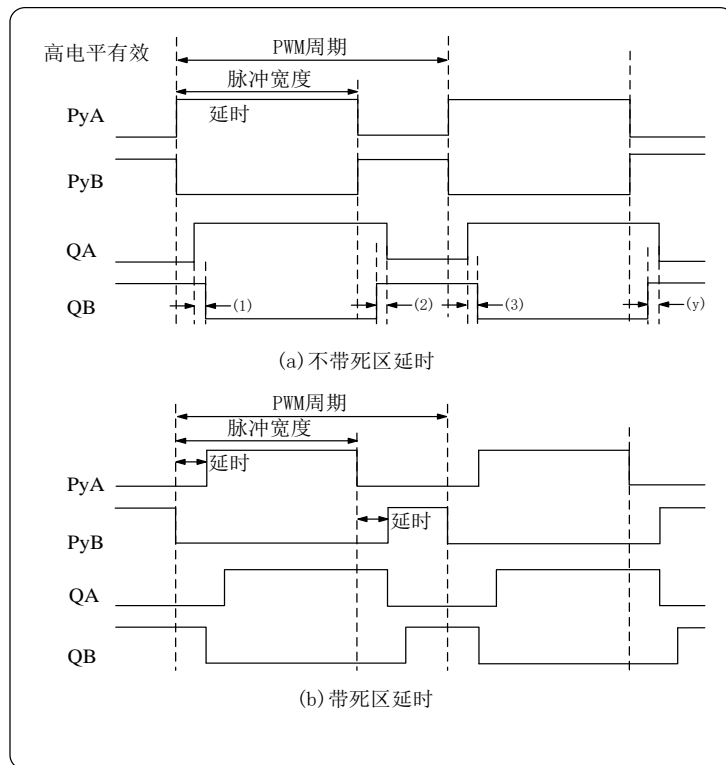 高电平有效
PWM周期
脉冲宽度
PyA
延时
PyB
QA
QB
(1)
(2)
(3)
(y)
(a)不带死区延时
PWM周期
脉冲宽度
延时
PyA
延时
PyB
QA
QB
(b)带死区延时